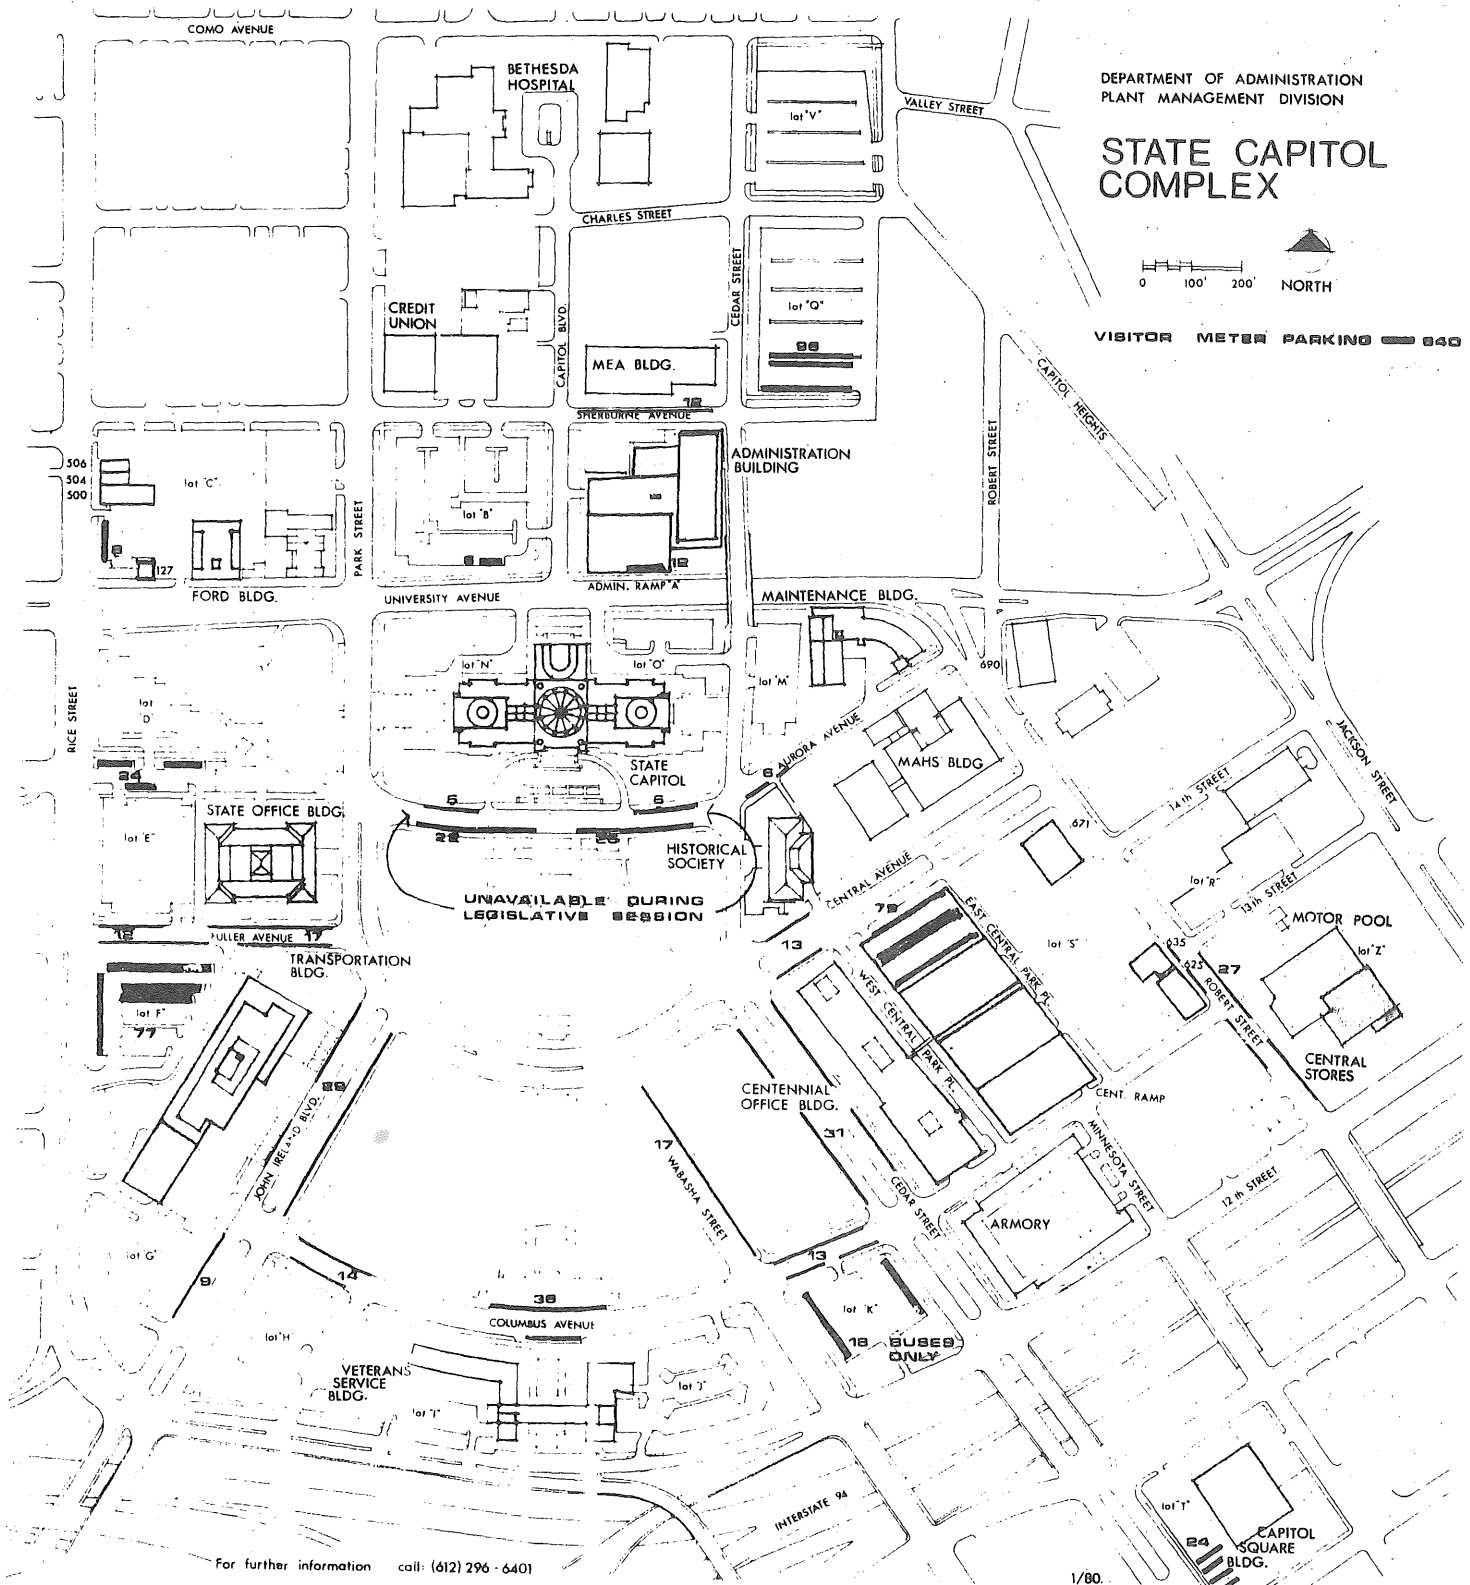 COMO AVENUE
BETHESDA
HOSPITAL
lot "V"
VALLEY STREET
DEPARTMENT OF ADMINISTRATION
PLANT MANAGEMENT DIVISION
STATE CAPITOL
COMPLEX
0 100' 200'
NORTH
VISITOR METER PARKING 640
CHARLES STREET
CEDAR STREET
lot "Q"
96
CREDIT
UNION
CAPITOL BLVD.
MEA BLDG.
12
SHERBURNE AVENUE
CAPITOL HEIGHTS
ROBERT STREET
ADMINISTRATION
BUILDING
506
504
500
lot "C"
lot "B"
PARK STREET
127
FORD BLDG.
UNIVERSITY AVENUE
12
ADMIN. RAMP "A"
MAINTENANCE BLDG.
lot "N"
lot "O"
lot "M"
690
RICE STREET
lot
"D"
STATE
CAPITOL
AURORA AVENUE
MAHS BLDG
JACKSON STREET
14th STREET
24
6
STATE OFFICE BLDG.
lot "E"
5
6
22
25
HISTORICAL
SOCIETY
671
CENTRAL AVENUE
lot "R"
13th STREET
UNAVAILABLE DURING
LEGISLATIVE SESSION
79
EAST CENTRAL PARK PL.
MOTOR POOL
lot "Z"
12
FULLER AVENUE
17
TRANSPORTATION
BLDG.
13
lot "S"
635
625
27
ROBERT STREET
WEST CENTRAL PARK PL.
lot "F"
77
CENTRAL
STORES
29
JOHN IRELAND BLVD.
CENTENNIAL
OFFICE BLDG.
CENT. RAMP
31
17
WABASHA STREET
MINNESOTA STREET
12th STREET
CEDAR STREET
ARMORY
lot "G"
9
14
13
36
COLUMBUS AVENUE
lot "K"
18 BUSES
ONLY
lot "H"
VETERANS
SERVICE
BLDG.
lot "I"
lot "J"
INTERSTATE 94
lot "T"
24
CAPITOL
SQUARE
BLDG.
For further information call: (612) 296-6401
1/80.